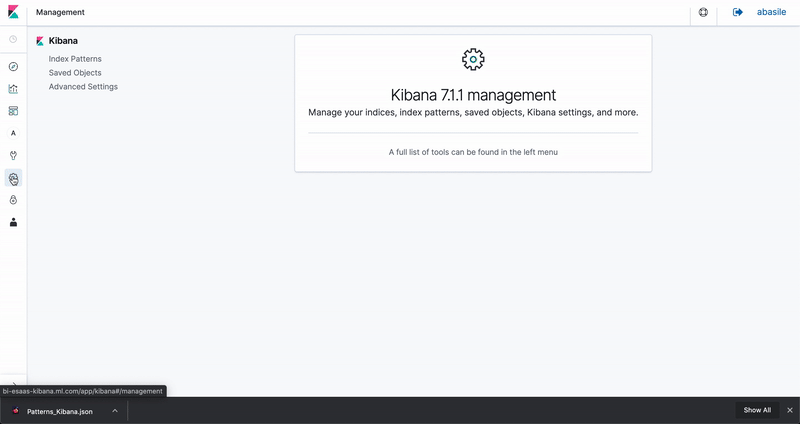 Management
abasile
Kibana
Index Patterns
Saved Objects
Advanced Settings
A
Kibana 7.1.1 management
Manage your indices, index patterns, saved objects, Kibana settings, and more.
A full list of tools can be found in the left menu
bi-esaas-kibana.ml.com/app/kibana#/management
Patterns_Kibana.json
Show All